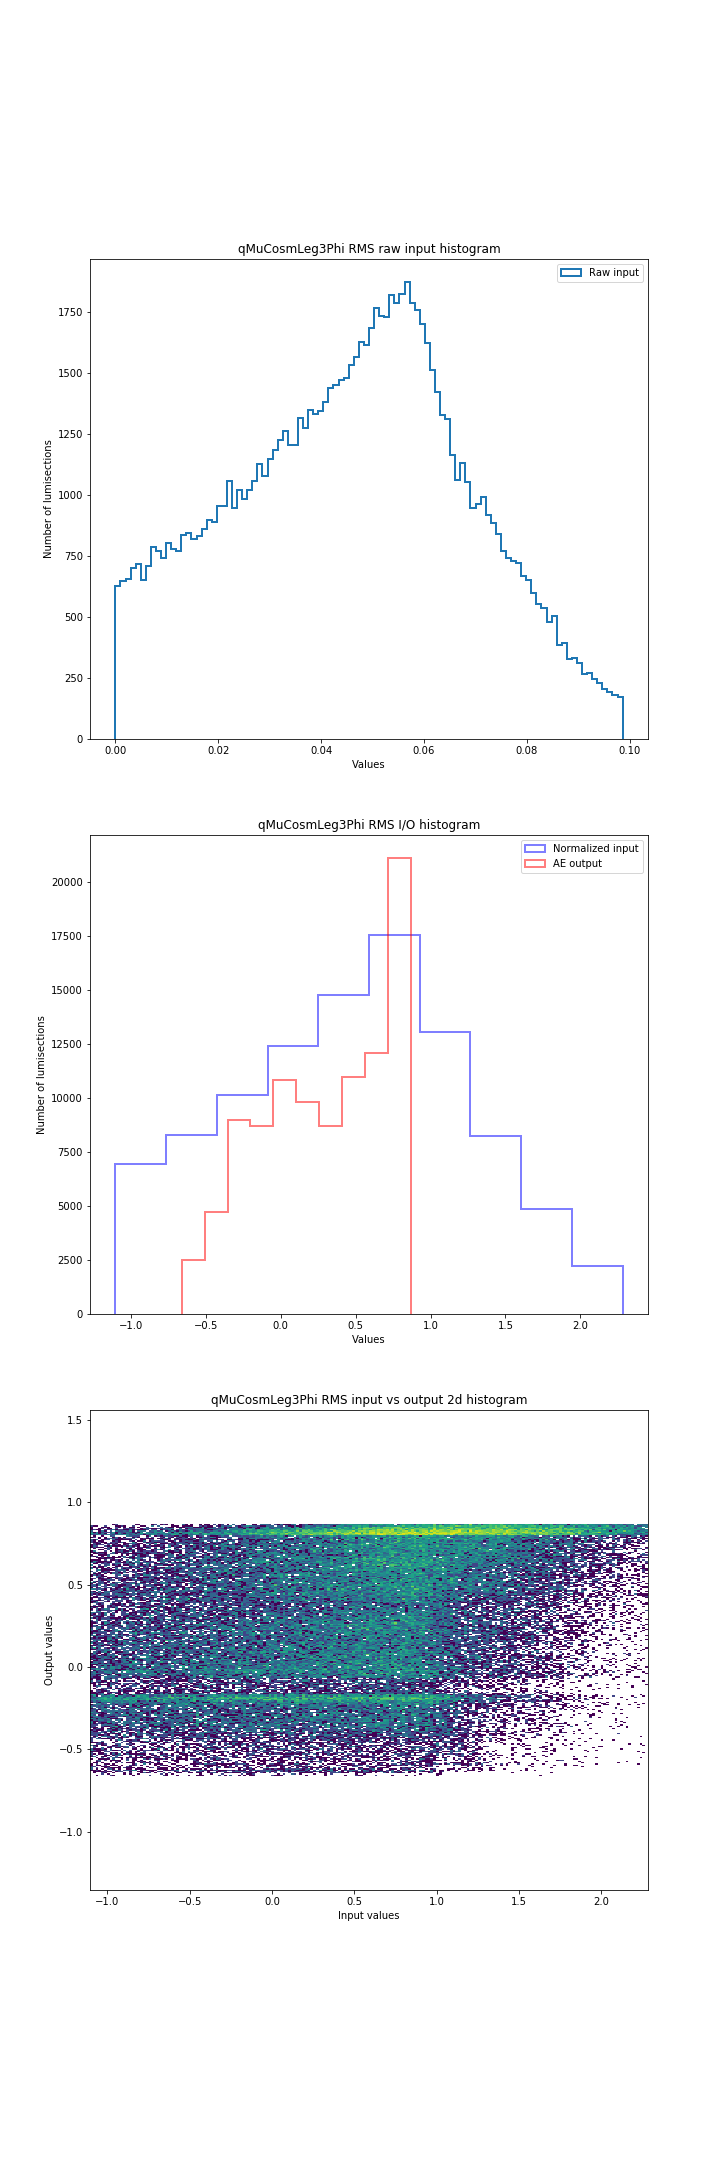 qMuCosmLeg3Phi RMS raw input histogram
Raw input
1750
1500
1250
1000
750
500
250
0
Number of lumisections
0.00 0.02 0.04 0.06 0.08 0.10
Values
qMuCosmLeg3Phi RMS I/O histogram
Normalized input
AE output
20000
17500
15000
12500
10000
7500
5000
2500
0
Number of lumisections
−1.0 −0.5 0.0 0.5 1.0 1.5 2.0
Values
qMuCosmLeg3Phi RMS input vs output 2d histogram
1.5
1.0
0.5
0.0
−0.5
−1.0
Output values
−1.0 −0.5 0.0 0.5 1.0 1.5 2.0
Input values